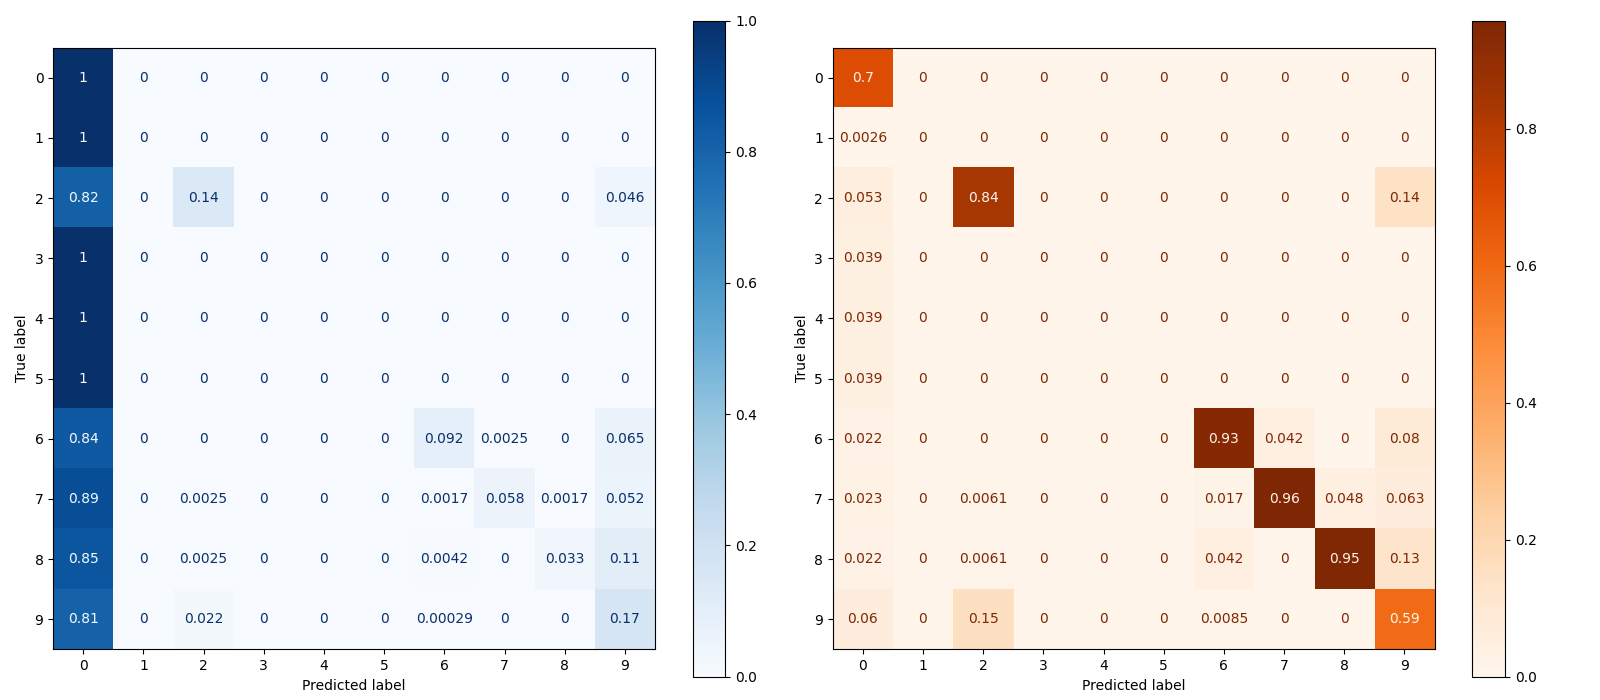 0 1 0 0 0 0 0 0 0 0 0
1 1 0 0 0 0 0 0 0 0 0
2 0.82 0 0.14 0 0 0 0 0 0 0.046
3 1 0 0 0 0 0 0 0 0 0
4 1 0 0 0 0 0 0 0 0 0
5 1 0 0 0 0 0 0 0 0 0
6 0.84 0 0 0 0 0 0.092 0.0025 0 0.065
7 0.89 0 0.0025 0 0 0 0.0017 0.058 0.0017 0.052
8 0.85 0 0.0025 0 0 0 0.0042 0 0.033 0.11
9 0.81 0 0.022 0 0 0 0.00029 0 0 0.17
0 1 2 3 4 5 6 7 8 9
Predicted label
True label
1.0
0.8
0.6
0.4
0.2
0.0
0 0.7 0 0 0 0 0 0 0 0 0
1 0.0026 0 0 0 0 0 0 0 0 0
2 0.053 0 0.84 0 0 0 0 0 0 0.14
3 0.039 0 0 0 0 0 0 0 0 0
4 0.039 0 0 0 0 0 0 0 0 0
5 0.039 0 0 0 0 0 0 0 0 0
6 0.022 0 0 0 0 0 0.93 0.042 0 0.08
7 0.023 0 0.0061 0 0 0 0.017 0.96 0.048 0.063
8 0.022 0 0.0061 0 0 0 0.042 0 0.95 0.13
9 0.06 0 0.15 0 0 0 0.0085 0 0 0.59
0 1 2 3 4 5 6 7 8 9
Predicted label
True label
0.8
0.6
0.4
0.2
0.0